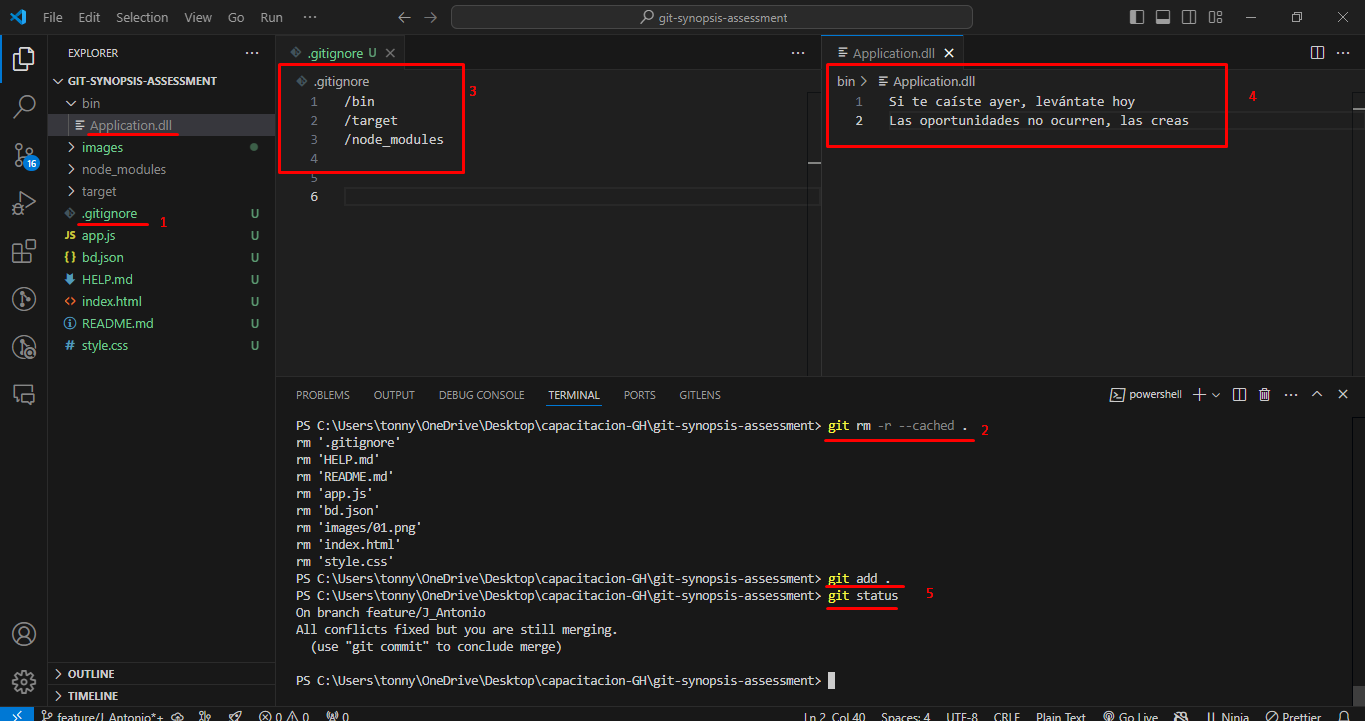 File Edit Selection View Go Run ··· git-synopsis-assessment
EXPLORER ···
GIT-SYNOPSIS-ASSESSMENT
bin
Application.dll
images
node_modules
target
.gitignore U
1
JS app.js U
{} bd.json U
HELP.md U
<> index.html U
README.md U
# style.css U
16
OUTLINE
TIMELINE
.gitignore U
.gitignore
1 /bin
2 /target
3 /node_modules
4
5
6
3
Application.dll
bin > Application.dll
1 Si te caíste ayer, levántate hoy
2 Las oportunidades no ocurren, las creas
4
PROBLEMS OUTPUT DEBUG CONSOLE TERMINAL PORTS GITLENS powershell
PS C:\Users\tonny\OneDrive\Desktop\capacitacion-GH\git-synopsis-assessment> git rm -r --cached . 2
rm '.gitignore'
rm 'HELP.md'
rm 'README.md'
rm 'app.js'
rm 'bd.json'
rm 'images/01.png'
rm 'index.html'
rm 'style.css'
PS C:\Users\tonny\OneDrive\Desktop\capacitacion-GH\git-synopsis-assessment> git add .
PS C:\Users\tonny\OneDrive\Desktop\capacitacion-GH\git-synopsis-assessment> git status 5
On branch feature/J_Antonio
All conflicts fixed but you are still merging.
(use "git commit" to conclude merge)
PS C:\Users\tonny\OneDrive\Desktop\capacitacion-GH\git-synopsis-assessment>
feature/J_Antonio*+ 0 0 0 Ln 2, Col 40 Spaces: 4 UTF-8 CRLF Plain Text Go Live Ninja Prettier